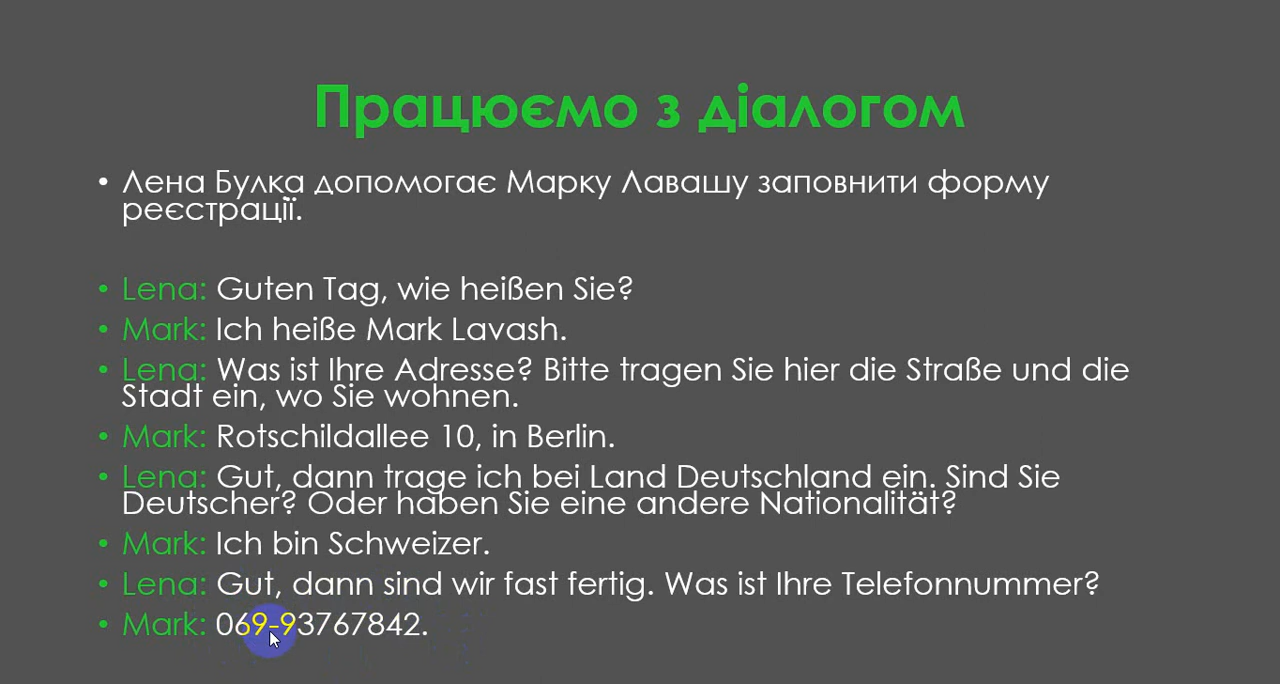 Працюємо з діалогом
• Лена Булка допомагає Марку Лавашу заповнити форму
реєстрації.
• Lena: Guten Tag, wie heißen Sie?
• Mark: Ich heiße Mark Lavash.
• Lena: Was ist Ihre Adresse? Bitte tragen Sie hier die Straße und die
Stadt ein, wo Sie wohnen.
• Mark: Rotschildallee 10, in Berlin.
• Lena: Gut, dann trage ich bei Land Deutschland ein. Sind Sie
Deutscher? Oder haben Sie eine andere Nationalität?
• Mark: Ich bin Schweizer.
• Lena: Gut, dann sind wir fast fertig. Was ist Ihre Telefonnummer?
• Mark: 069-93767842.